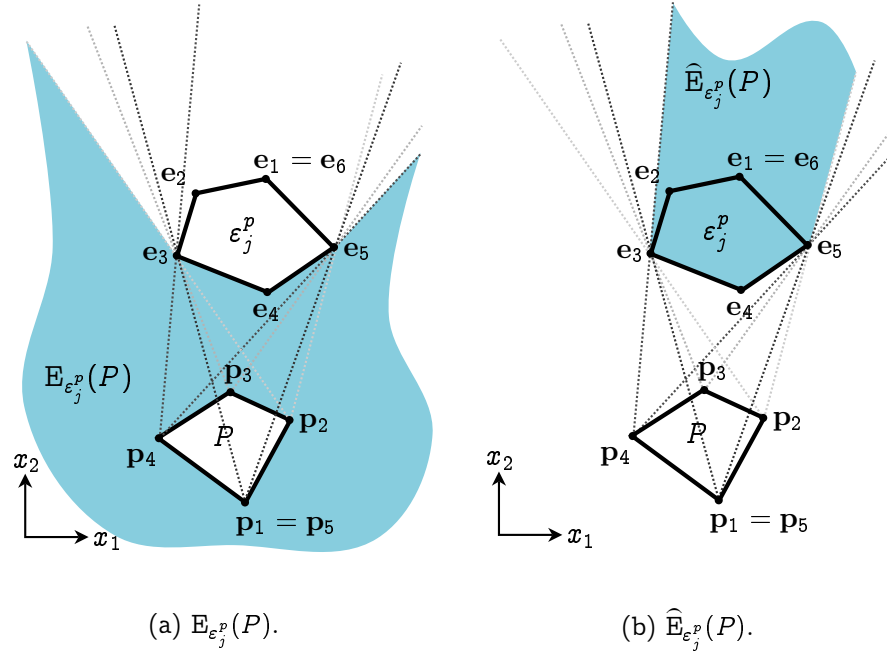 Ê_{ε_j^p}(P)
e₁ = e₆
e₁ = e₆
e₂
e₂
ε_j^p
ε_j^p
e₃
e₅
e₃
e₅
e₄
e₄
E_{ε_j^p}(P)
p₃
p₃
p₂
p₂
P
P
p₄
p₄
x₂
x₂
p₁ = p₅
p₁ = p₅
x₁
x₁
(a) E_{ε_j^p}(P).
(b) Ê_{ε_j^p}(P).